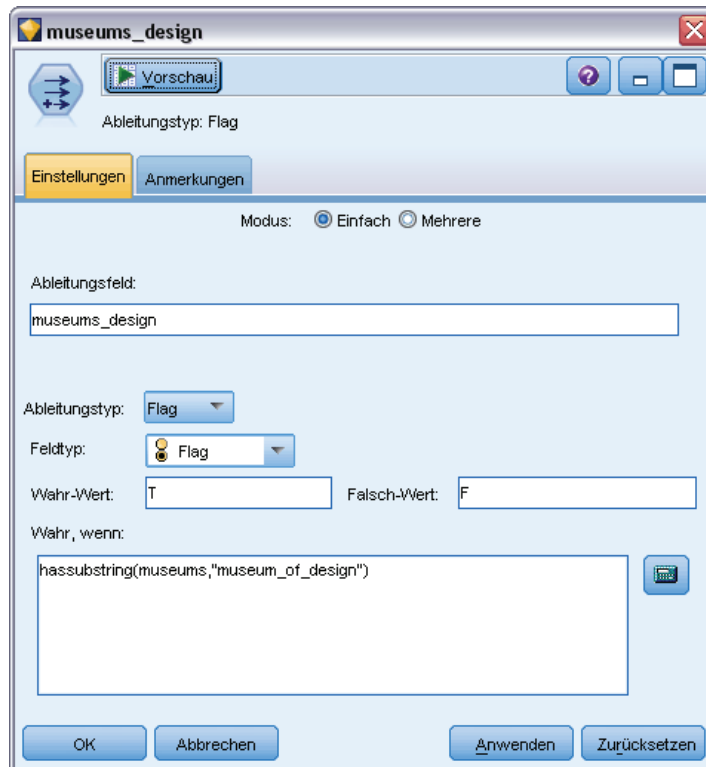 museums_design
Vorschau
Ableitungstyp: Flag
Einstellungen Anmerkungen
Modus: Einfach Mehrere
Ableitungsfeld:
museums_design
Ableitungstyp: Flag
Feldtyp: Flag
Wahr-Wert: T Falsch-Wert: F
Wahr, wenn:
hassubstring(museums,"museum_of_design")
OK Abbrechen Anwenden Zurücksetzen